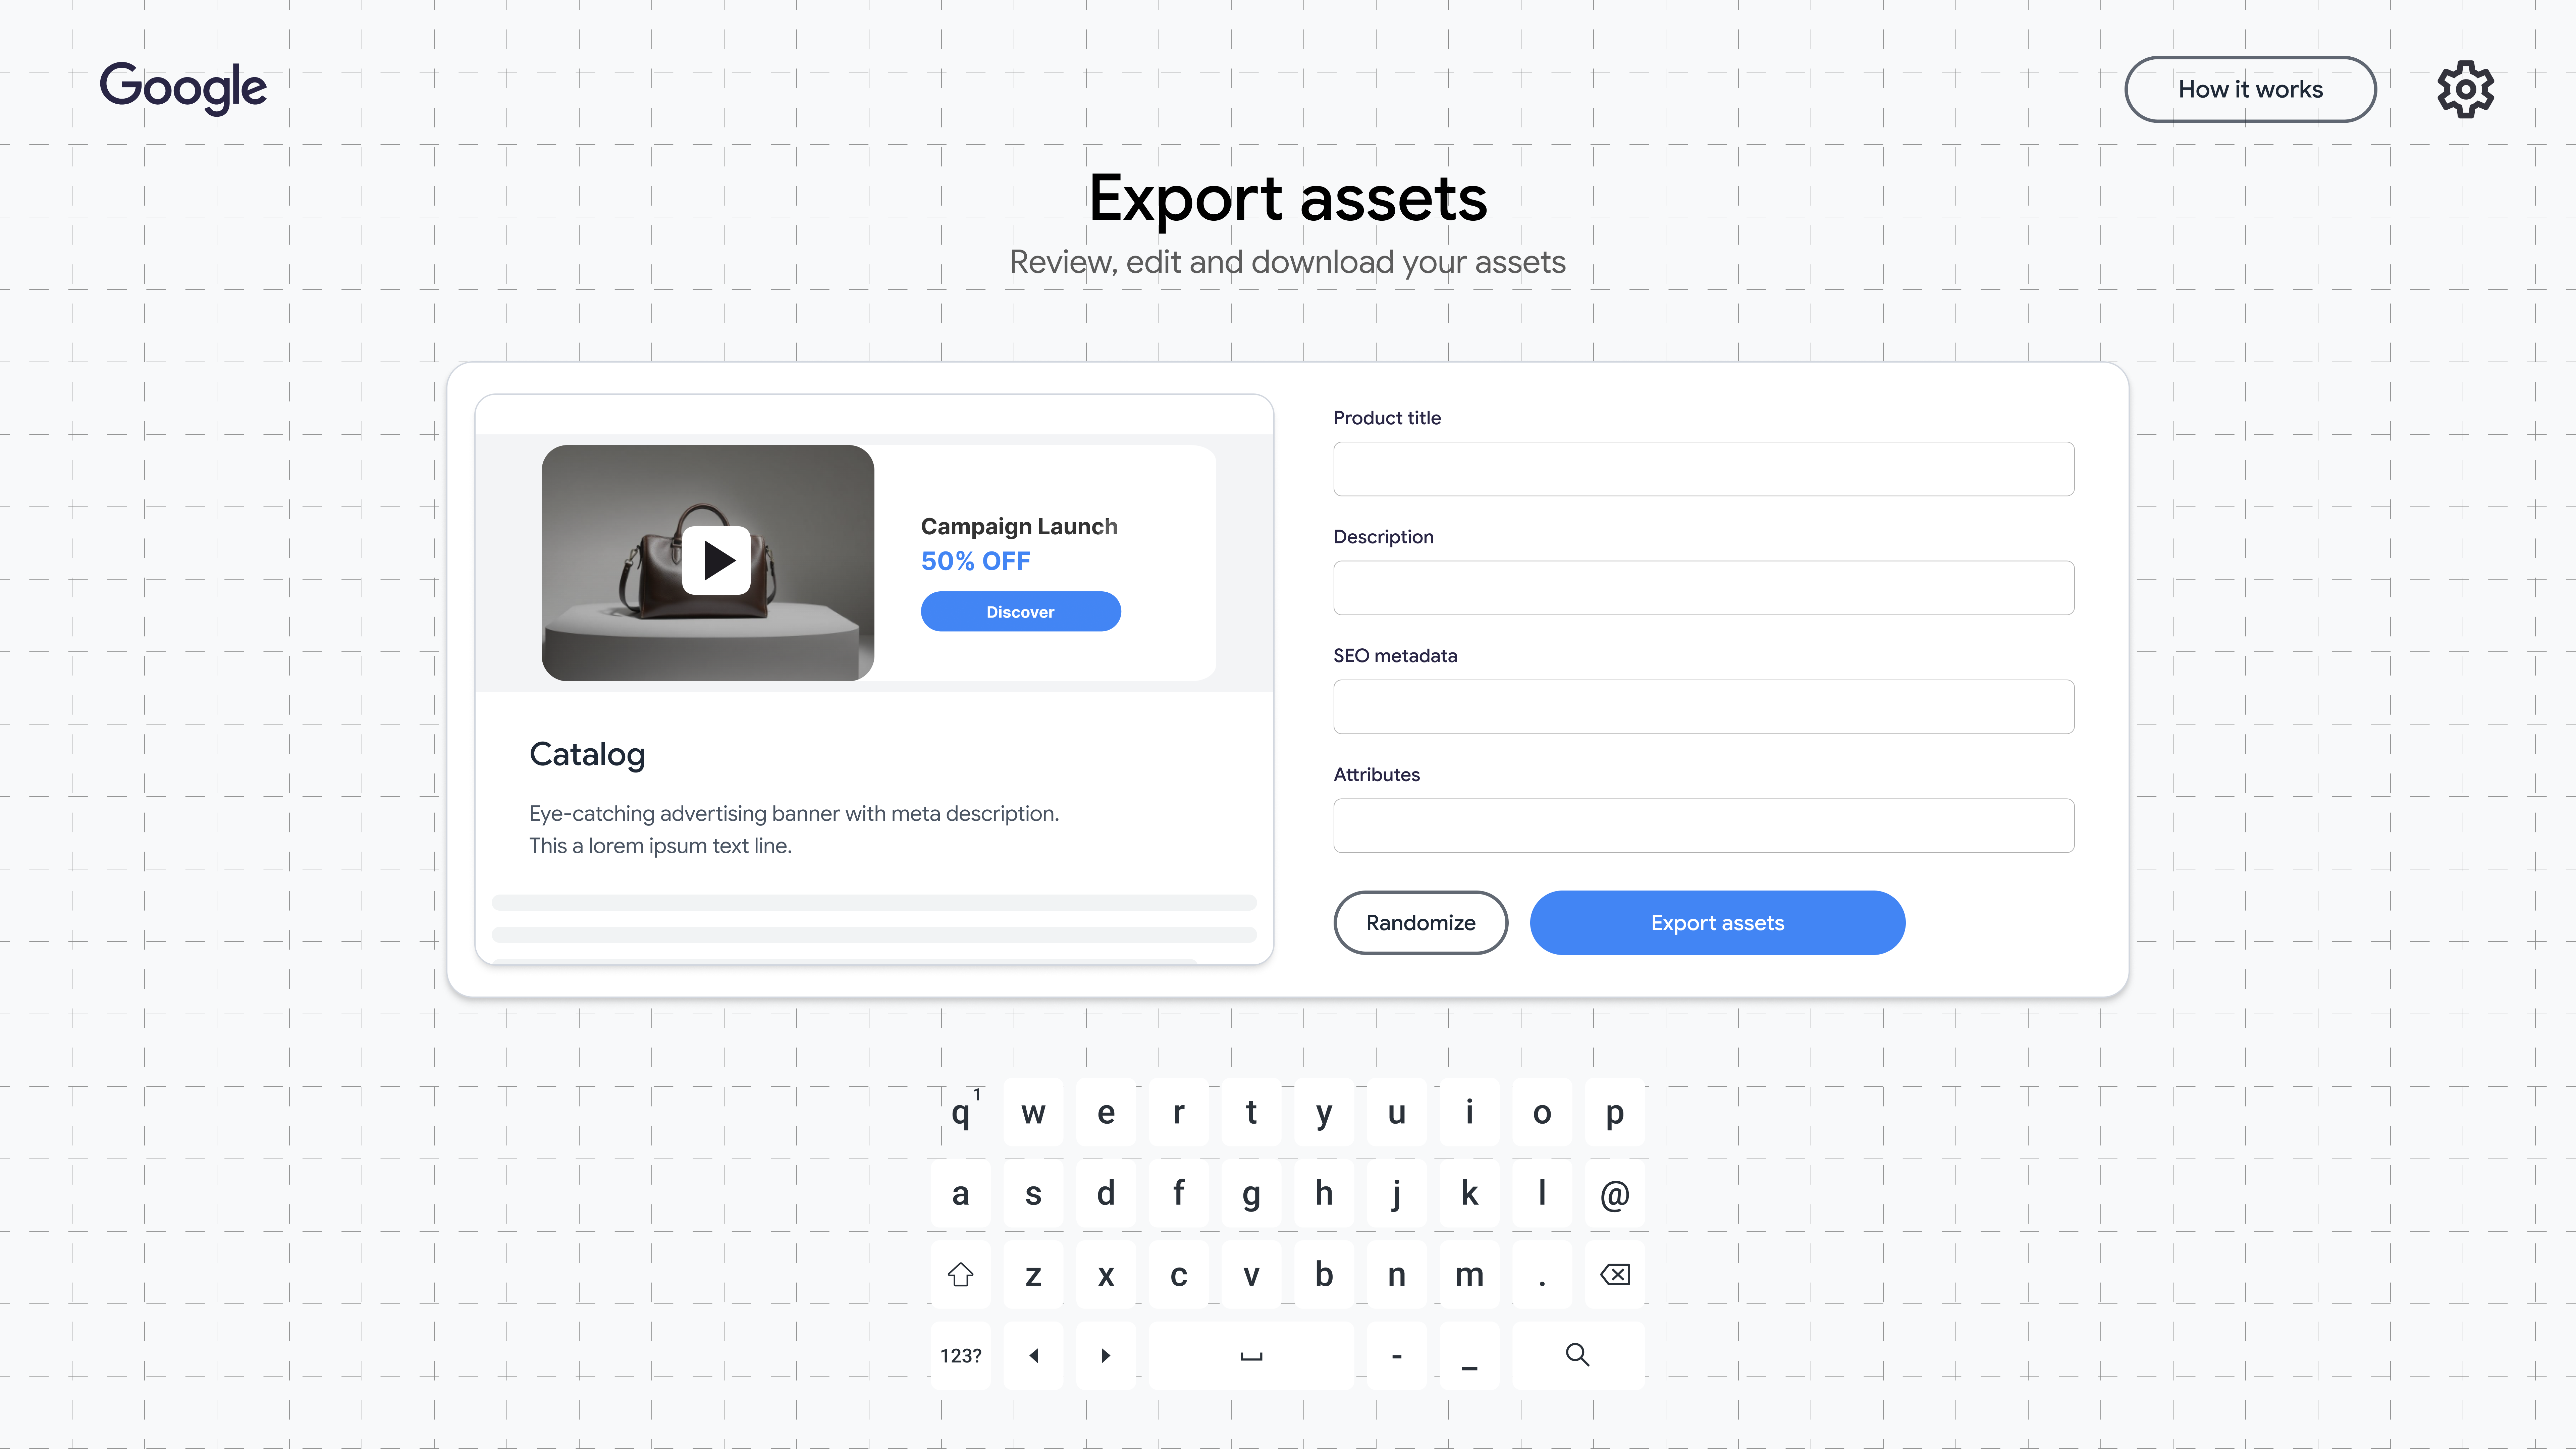 Google
How it works
Export assets
Review, edit and download your assets
Campaign Launch
50% OFF
Discover
Catalog
Eye-catching advertising banner with meta description.
This a lorem ipsum text line.
Product title
Description
SEO metadata
Attributes
Randomize
Export assets
q 1 w e r t y u i o p
a s d f g h j k l @
z x c v b n m .
123? - _